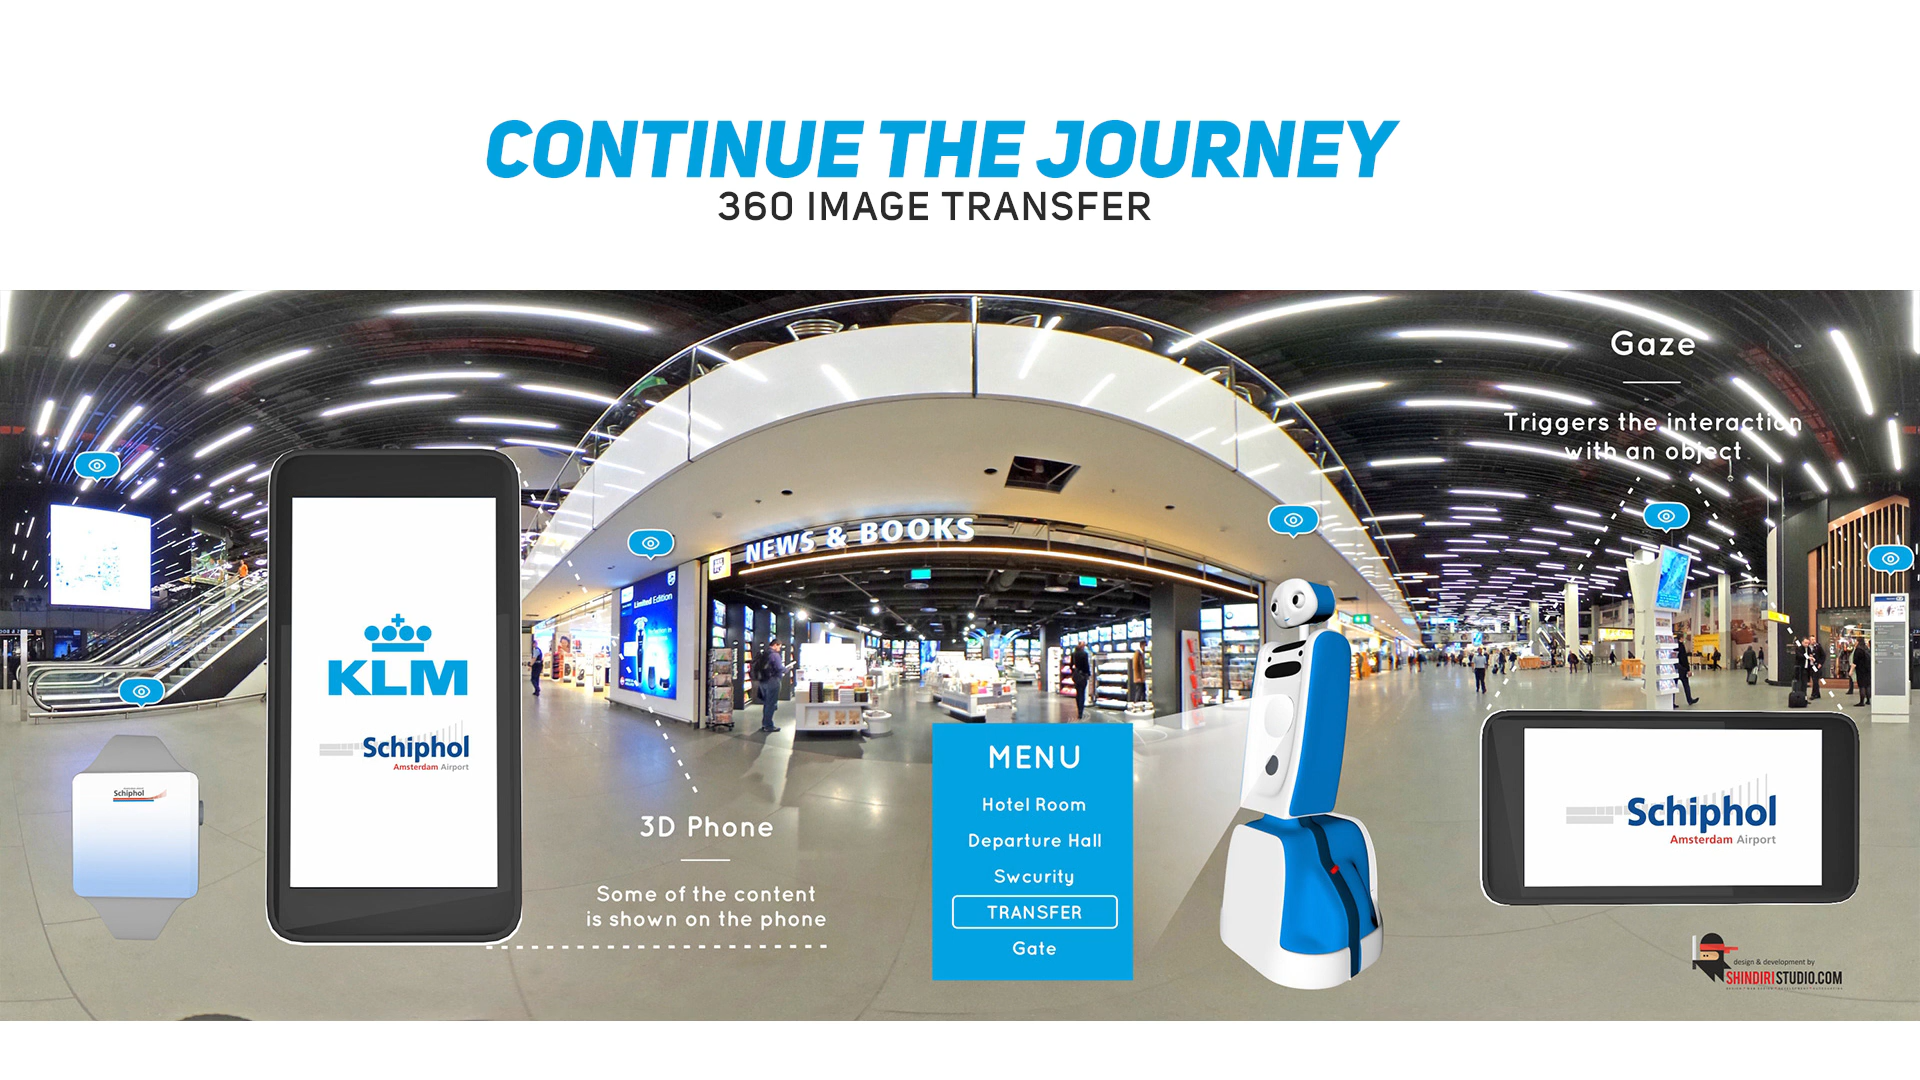 CONTINUE THE JOURNEY
360 IMAGE TRANSFER
Gaze
Triggers the interaction
with an object
NEWS & BOOKS
Limited Edition
KLM
Schiphol
Amsterdam Airport
Schiphol
3D Phone
Some of the content
is shown on the phone
MENU
Hotel Room
Departure Hall
Swcurity
TRANSFER
Gate
Schiphol
Amsterdam Airport
design & development by
SHINDIRISTUDIO.COM